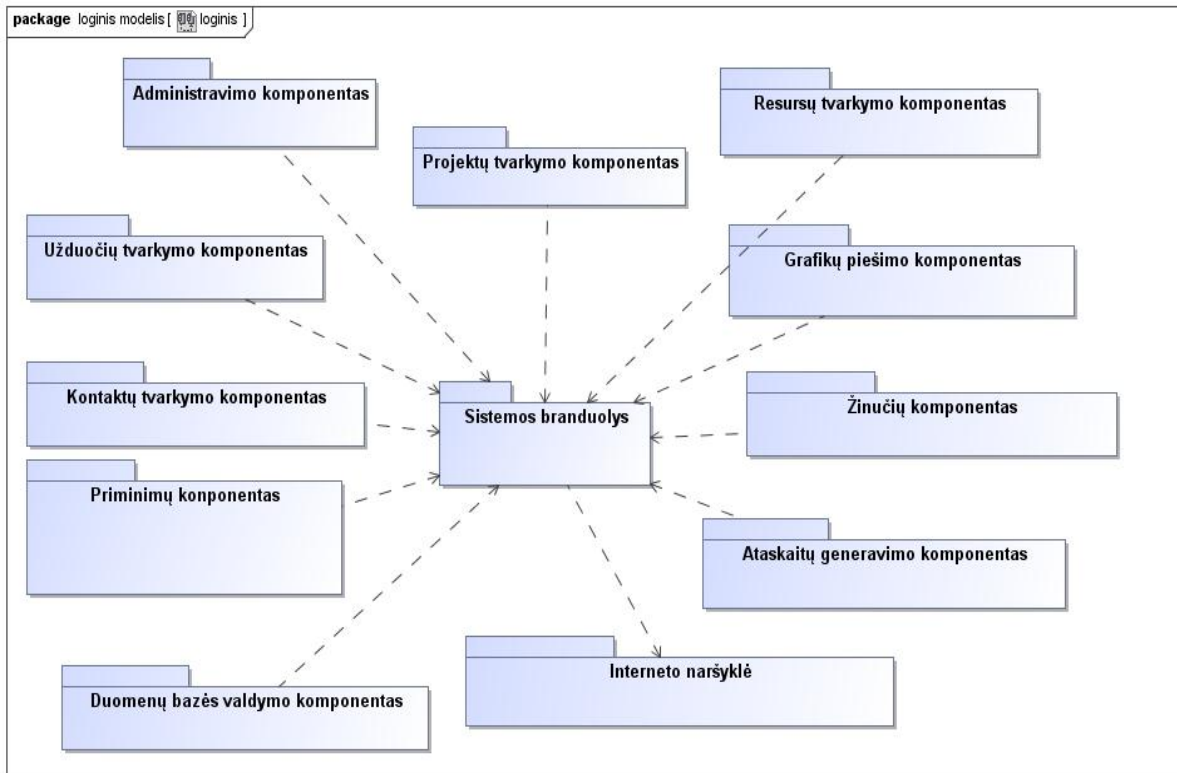 package loginis modelis [ loginis ]
Administravimo komponentas
Resursų tvarkymo komponentas
Projektų tvarkymo komponentas
Užduočių tvarkymo komponentas
Grafikų piešimo komponentas
Kontaktų tvarkymo komponentas
Sistemos branduolys
Žinučių komponentas
Priminimų konponentas
Ataskaitų generavimo komponentas
Interneto naršyklė
Duomenų bazės valdymo komponentas